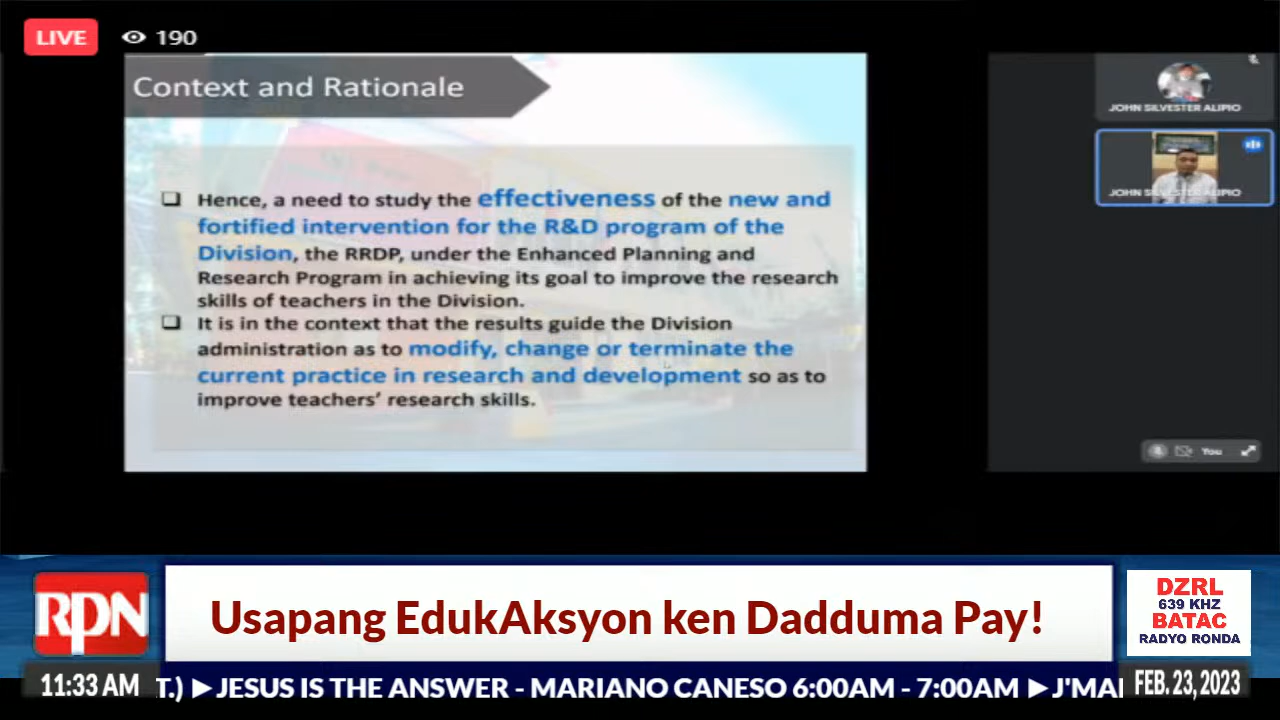 LIVE
190
Context and Rationale
❑ Hence, a need to study the effectiveness of the new and
fortified intervention for the R&D program of the
Division, the RRDP, under the Enhanced Planning and
Research Program in achieving its goal to improve the research
skills of teachers in the Division.
❑ It is in the context that the results guide the Division
administration as to modify, change or terminate the
current practice in research and development so as to
improve teachers’ research skills.
JOHN SILVESTER ALIPIO
JOHN SILVESTER ALIPIO
You
RPN
Usapang EdukAksyon ken Dadduma Pay!
DZRL
639 KHZ
BATAC
RADYO RONDA
11:33 AM
T.) ►JESUS IS THE ANSWER - MARIANO CANESO 6:00AM - 7:00AM ►J'MA
FEB. 23, 2023